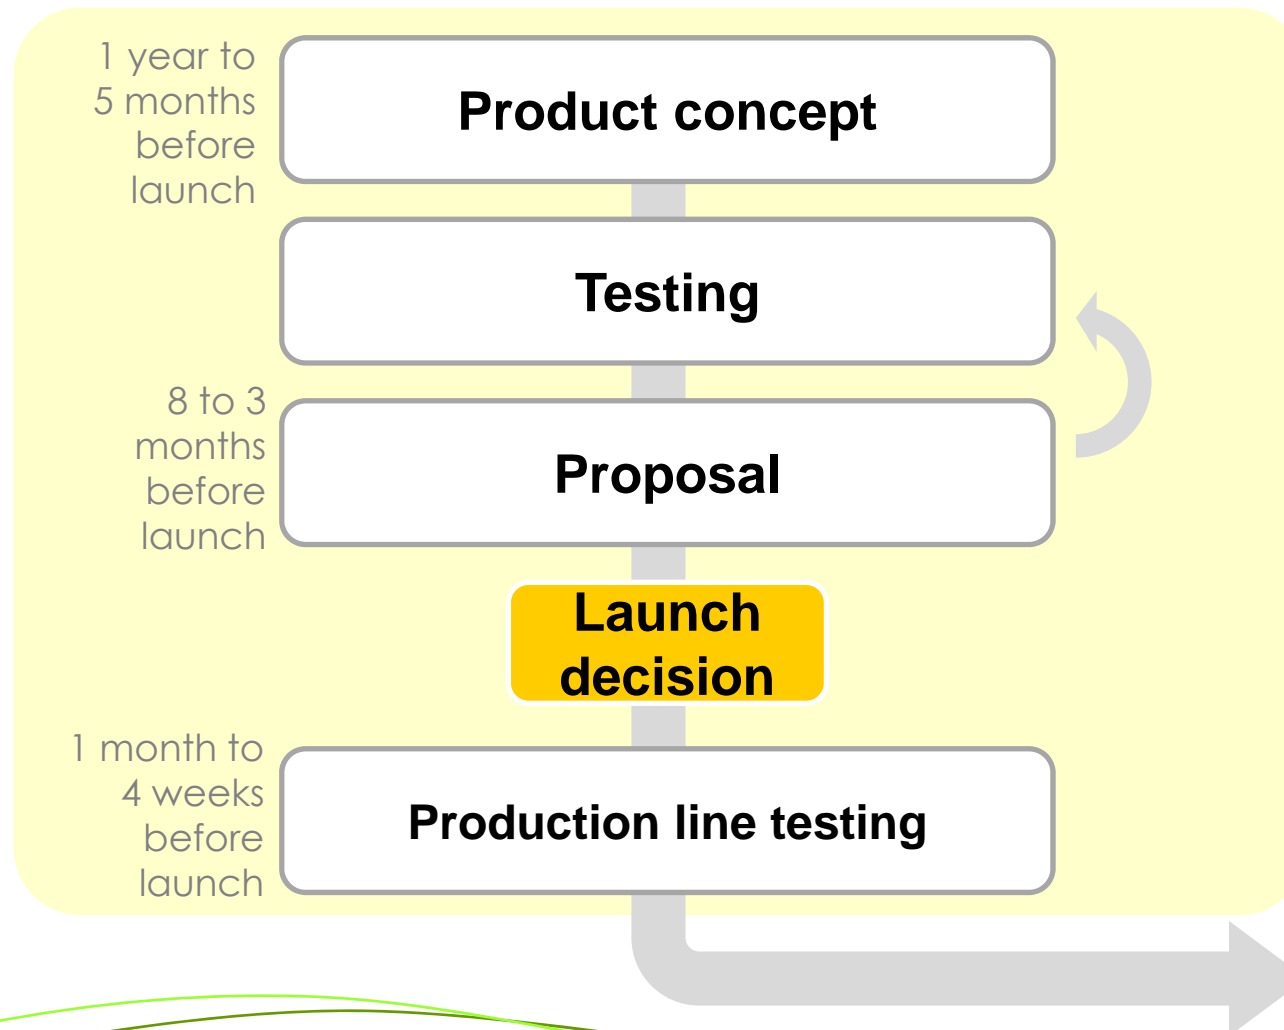 1 year to
5 months
before
launch
Product concept
Testing
8 to 3
months
before
launch
Proposal
Launch
decision
1 month to
4 weeks
before
launch
Production line testing